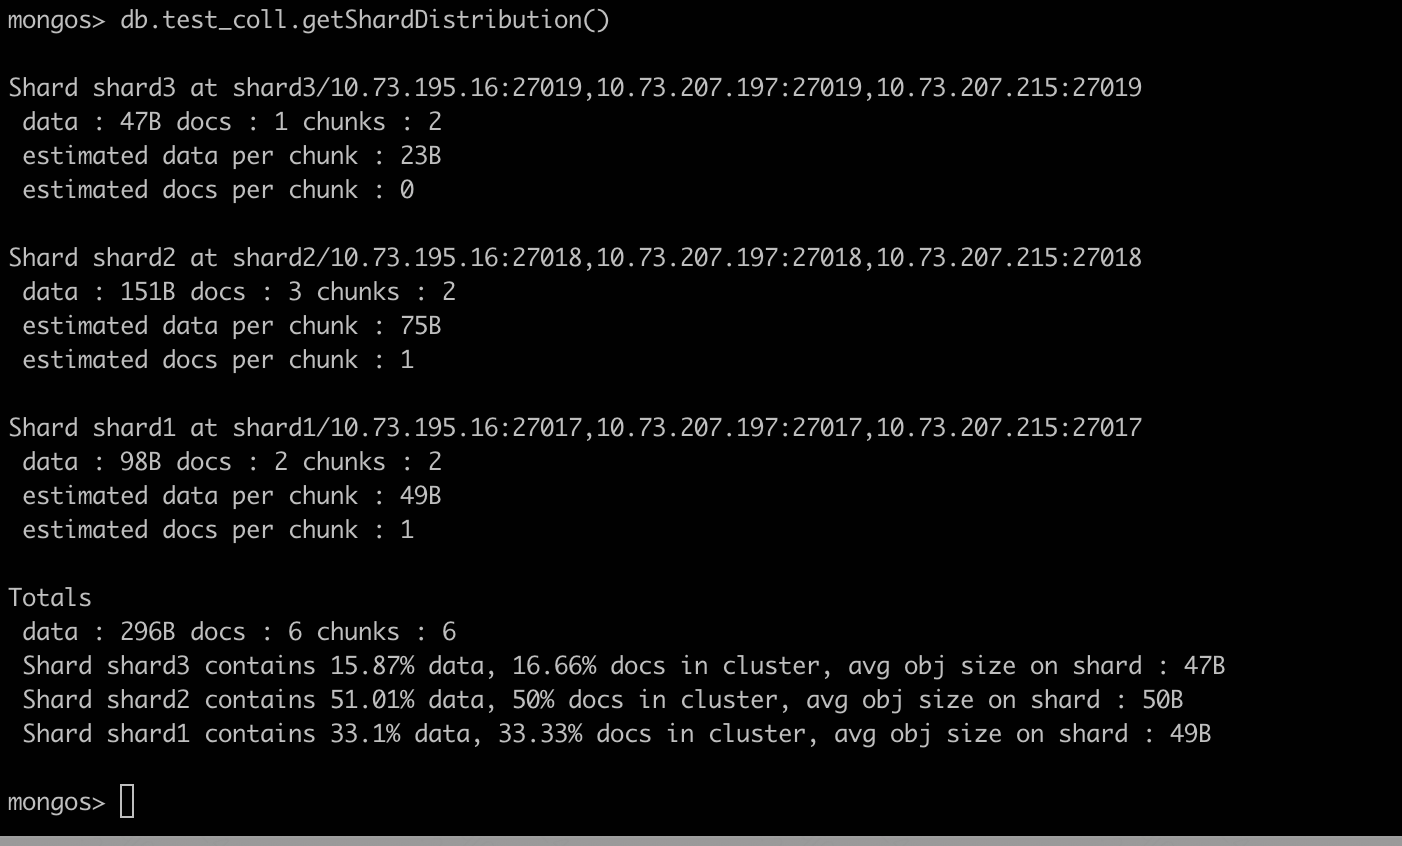 mongos> db.test_coll.getShardDistribution()
Shard shard3 at shard3/10.73.195.16:27019,10.73.207.197:27019,10.73.207.215:27019
data : 47B docs : 1 chunks : 2
estimated data per chunk : 23B
estimated docs per chunk : 0
Shard shard2 at shard2/10.73.195.16:27018,10.73.207.197:27018,10.73.207.215:27018
data : 151B docs : 3 chunks : 2
estimated data per chunk : 75B
estimated docs per chunk : 1
Shard shard1 at shard1/10.73.195.16:27017,10.73.207.197:27017,10.73.207.215:27017
data : 98B docs : 2 chunks : 2
estimated data per chunk : 49B
estimated docs per chunk : 1
Totals
data : 296B docs : 6 chunks : 6
Shard shard3 contains 15.87% data, 16.66% docs in cluster, avg obj size on shard : 47B
Shard shard2 contains 51.01% data, 50% docs in cluster, avg obj size on shard : 50B
Shard shard1 contains 33.1% data, 33.33% docs in cluster, avg obj size on shard : 49B
mongos>